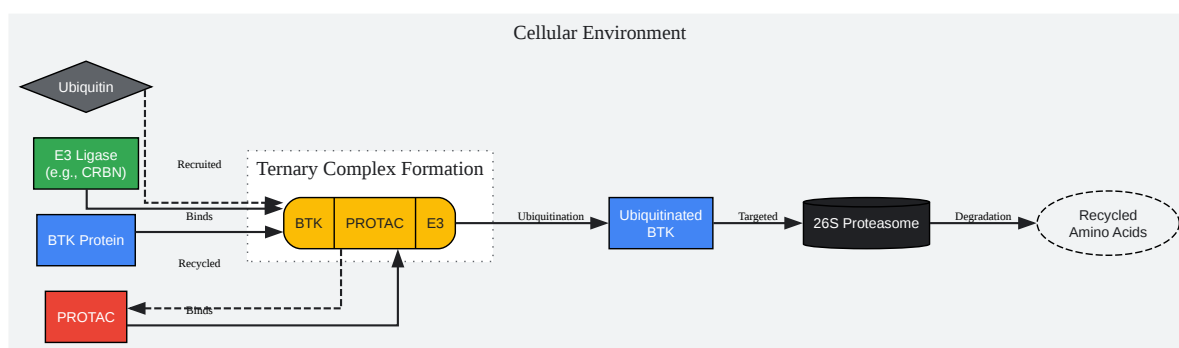 Cellular Environment
Ubiquitin
E3 Ligase
(e.g., CRBN)
Recruited
Ternary Complex Formation
BTK
PROTAC
E3
Binds
BTK Protein
Ubiquitination
Ubiquitinated
BTK
Targeted
26S Proteasome
Degradation
Recycled
Amino Acids
Recycled
PROTAC
Binds